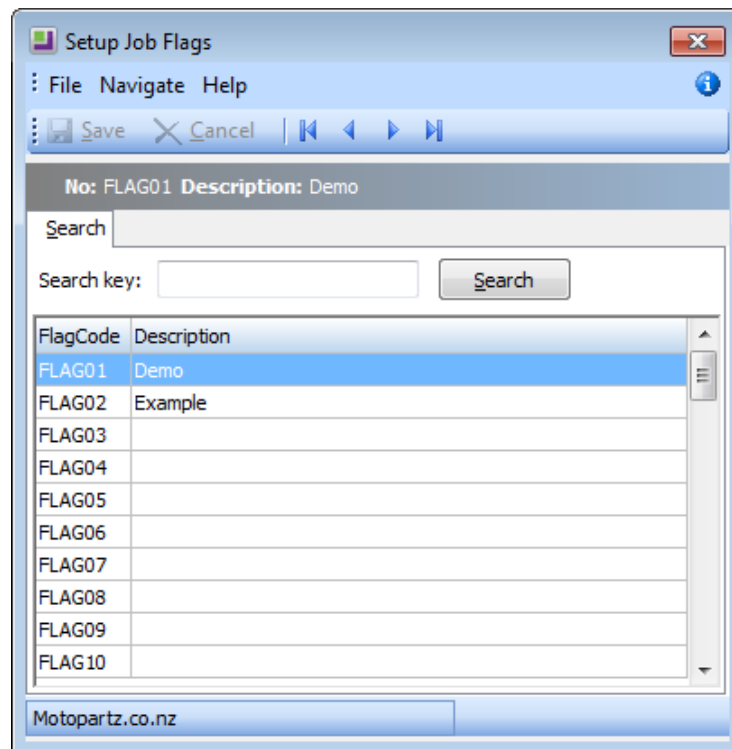 Setup Job Flags
File Navigate Help
Save Cancel
No: FLAG01 Description: Demo
Search
Search key: Search
FlagCode Description
FLAG01 Demo
FLAG02 Example
FLAG03
FLAG04
FLAG05
FLAG06
FLAG07
FLAG08
FLAG09
FLAG10
Motopartz.co.nz